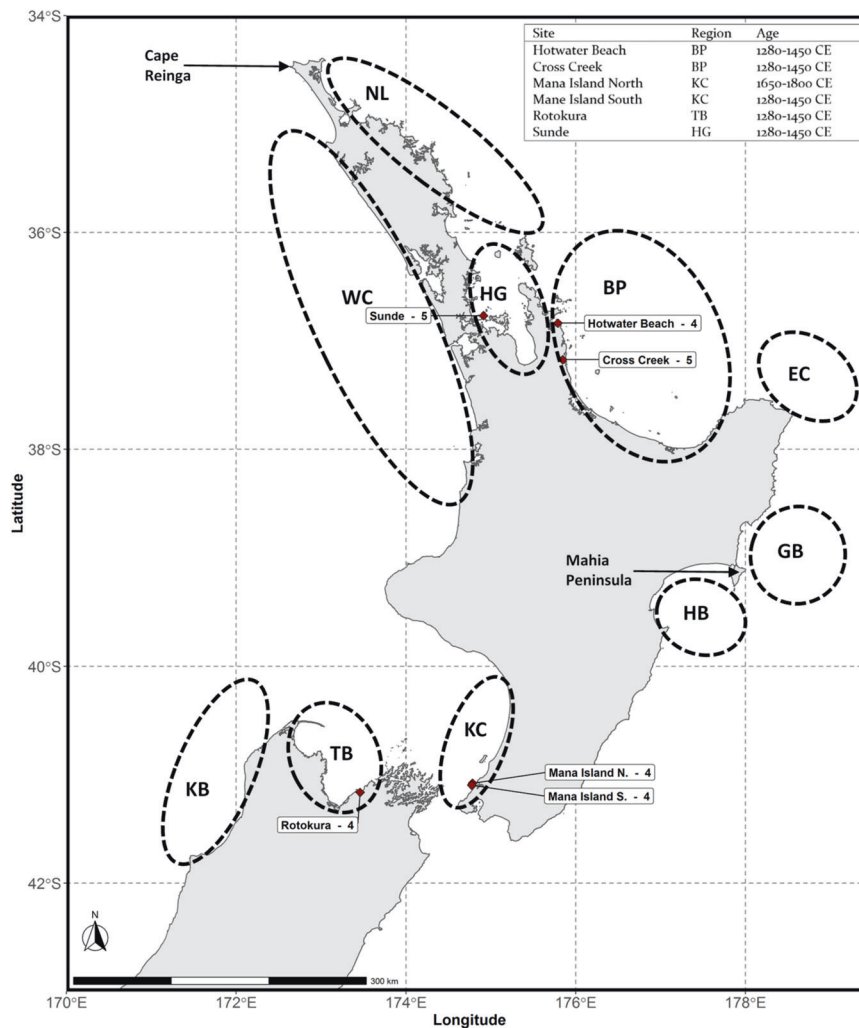 34°S
Site Region Age
Hotwater Beach BP 1280-1450 CE
Cross Creek BP 1280-1450 CE
Mana Island North KC 1650-1800 CE
Mane Island South KC 1280-1450 CE
Rotokura TB 1280-1450 CE
Sunde HG 1280-1450 CE
Cape
Reinga
NL
36°S
WC
HG
BP
Sunde - 5
Hotwater Beach - 4
Cross Creek - 5
EC
38°S
Latitude
Mahia
Peninsula
GB
HB
40°S
KC
TB
KB
Mana Island N. - 4
Mana Island S. - 4
Rotokura - 4
42°S
N
300 km
170°E 172°E 174°E 176°E 178°E
Longitude